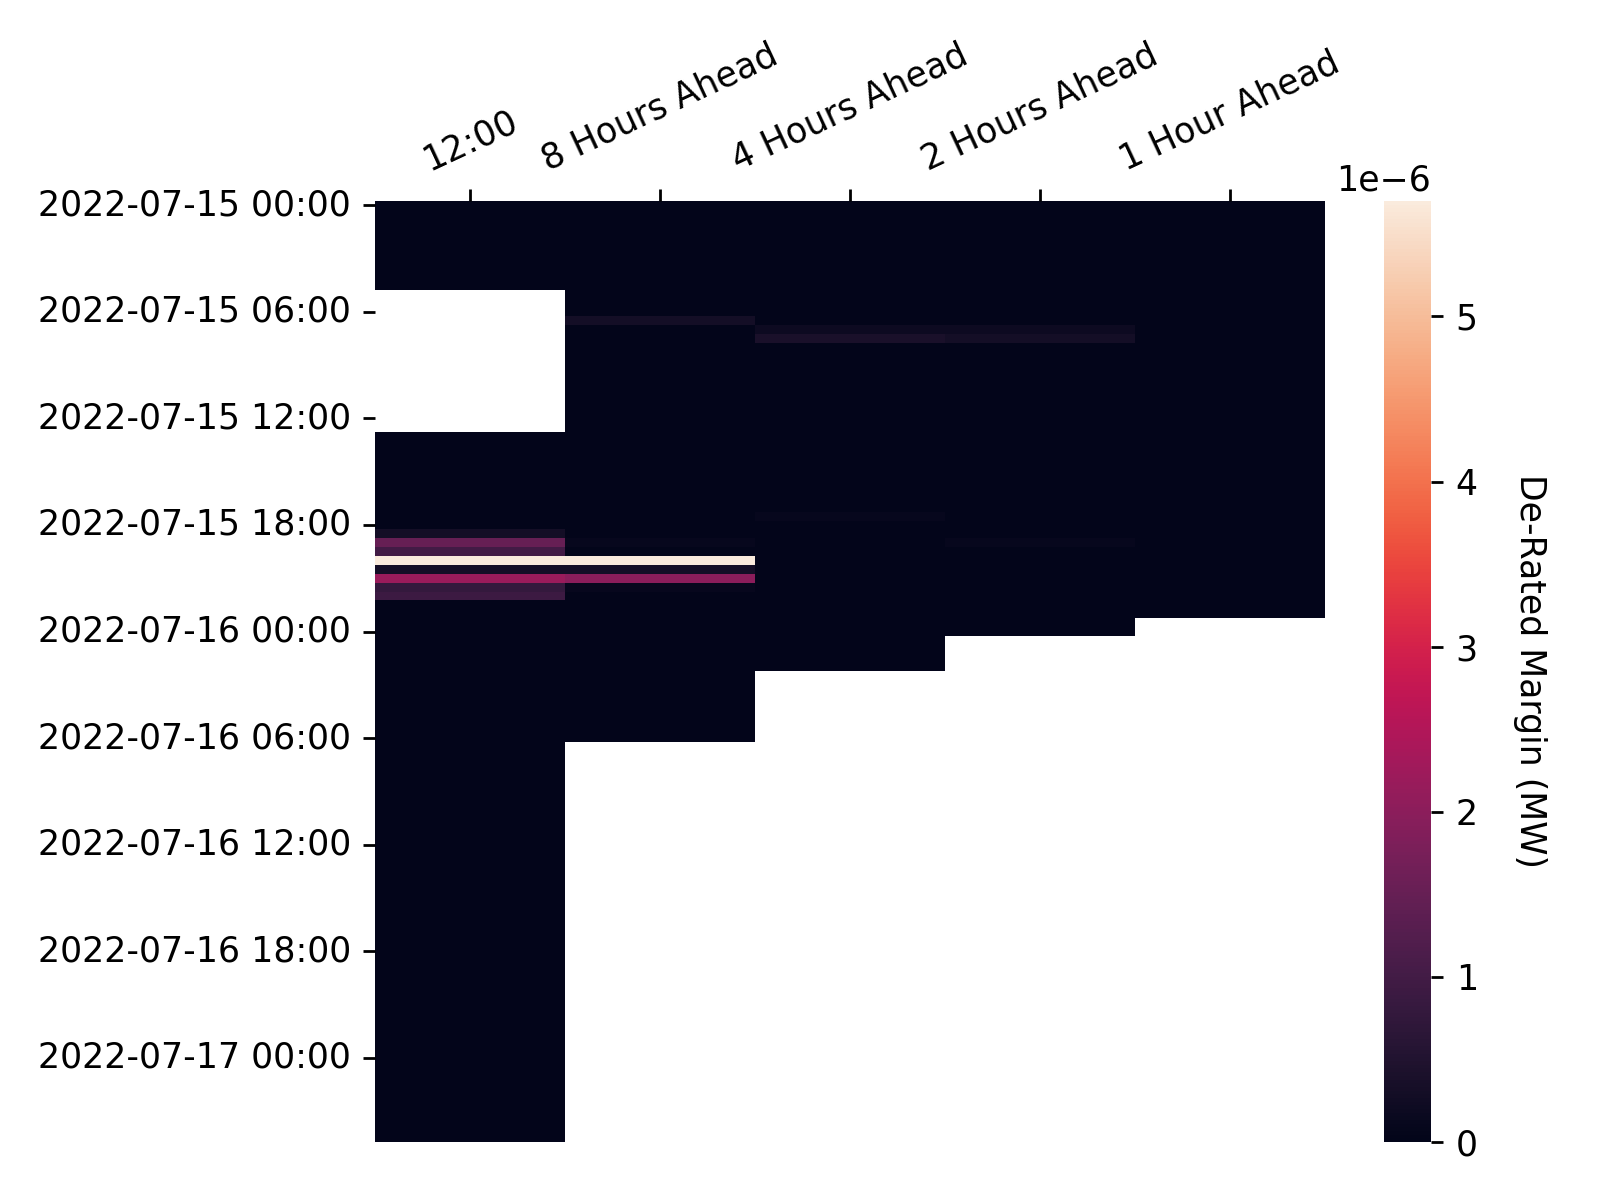 12:00
8 Hours Ahead
4 Hours Ahead
2 Hours Ahead
1 Hour Ahead
1e−6
2022-07-15 00:00
2022-07-15 06:00
2022-07-15 12:00
2022-07-15 18:00
2022-07-16 00:00
2022-07-16 06:00
2022-07-16 12:00
2022-07-16 18:00
2022-07-17 00:00
5
4
3
2
1
0
De-Rated Margin (MW)